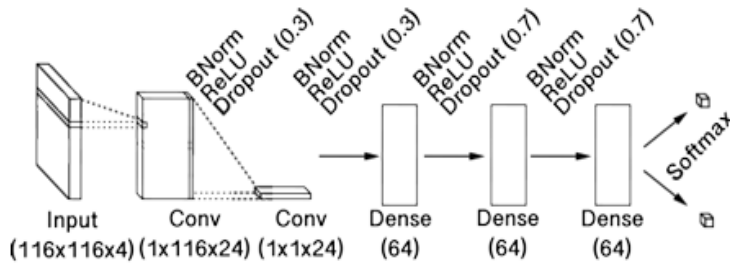 BNorm
ReLU
Dropout (0.3)
BNorm
ReLU
Dropout (0.3)
BNorm
ReLU
Dropout (0.7)
BNorm
ReLU
Dropout (0.7)
Softmax
Input
(116x116x4)
Conv
(1x116x24)
Conv
(1x1x24)
Dense
(64)
Dense
(64)
Dense
(64)